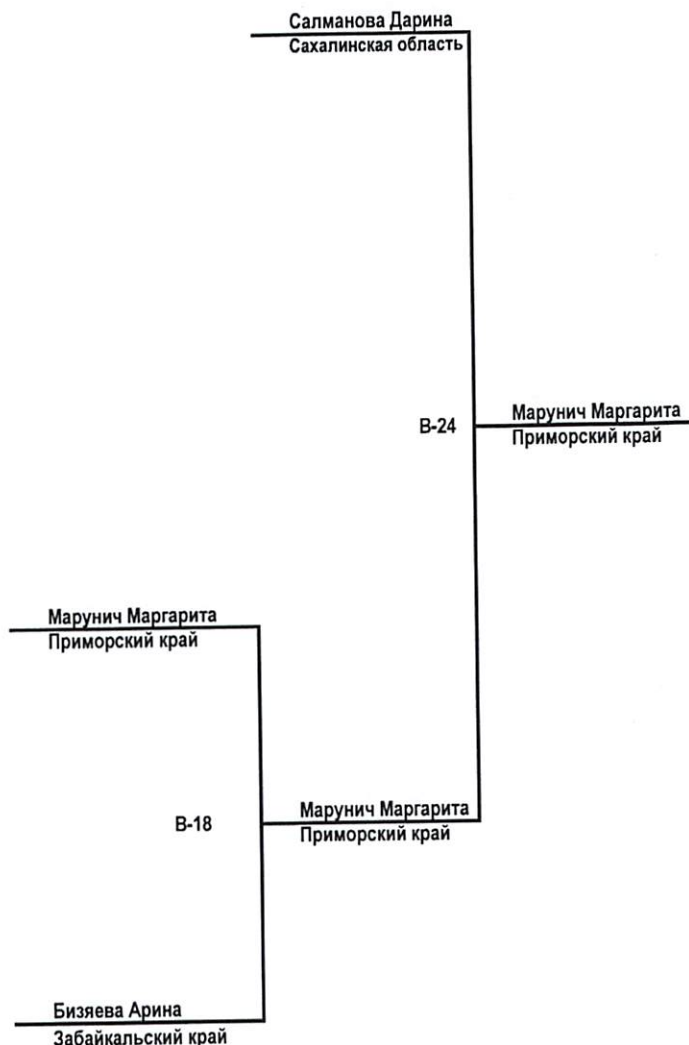 Салманова Дарина
Сахалинская область
В-24
Марунич Маргарита
Приморский край
Марунич Маргарита
Приморский край
В-18
Марунич Маргарита
Приморский край
Бизяева Арина
Забайкальский край